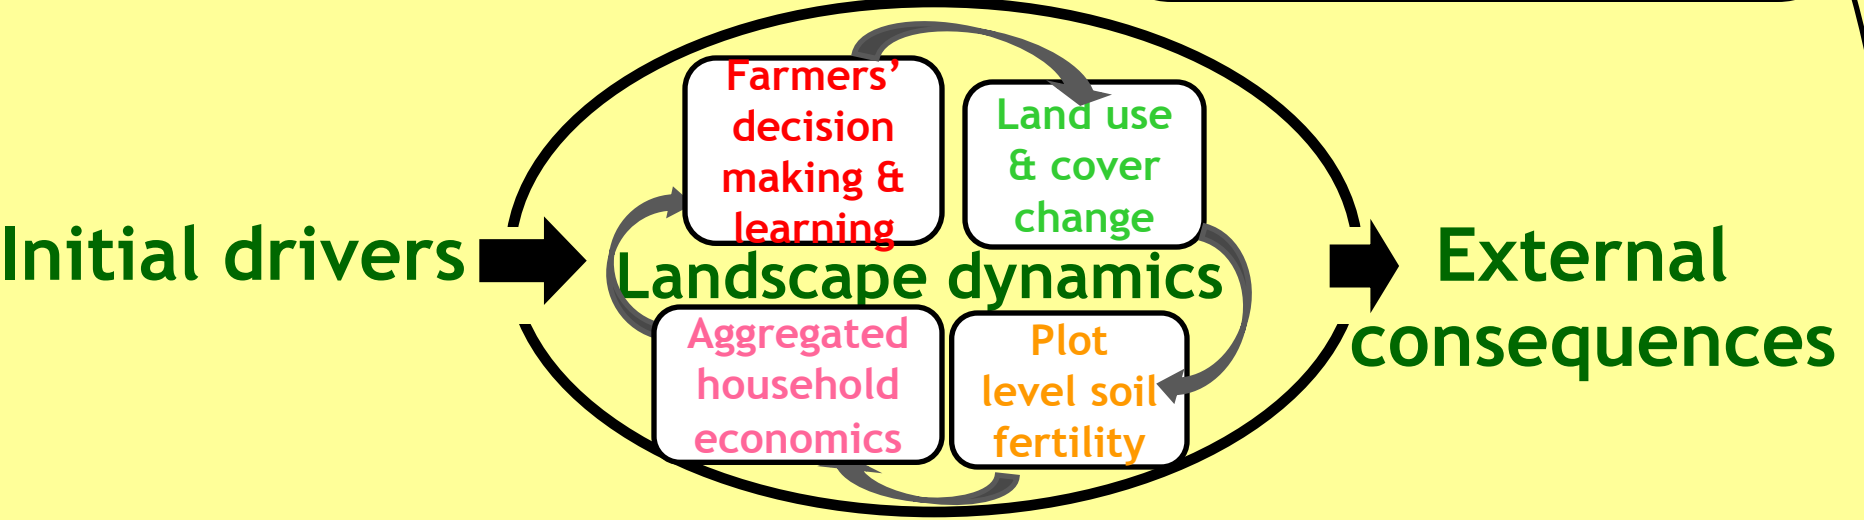 Initial drivers
Farmers’
decision
making &
learning
Land use
& cover
change
Landscape dynamics
Aggregated
household
economics
Plot
level soil
fertility
External
consequences